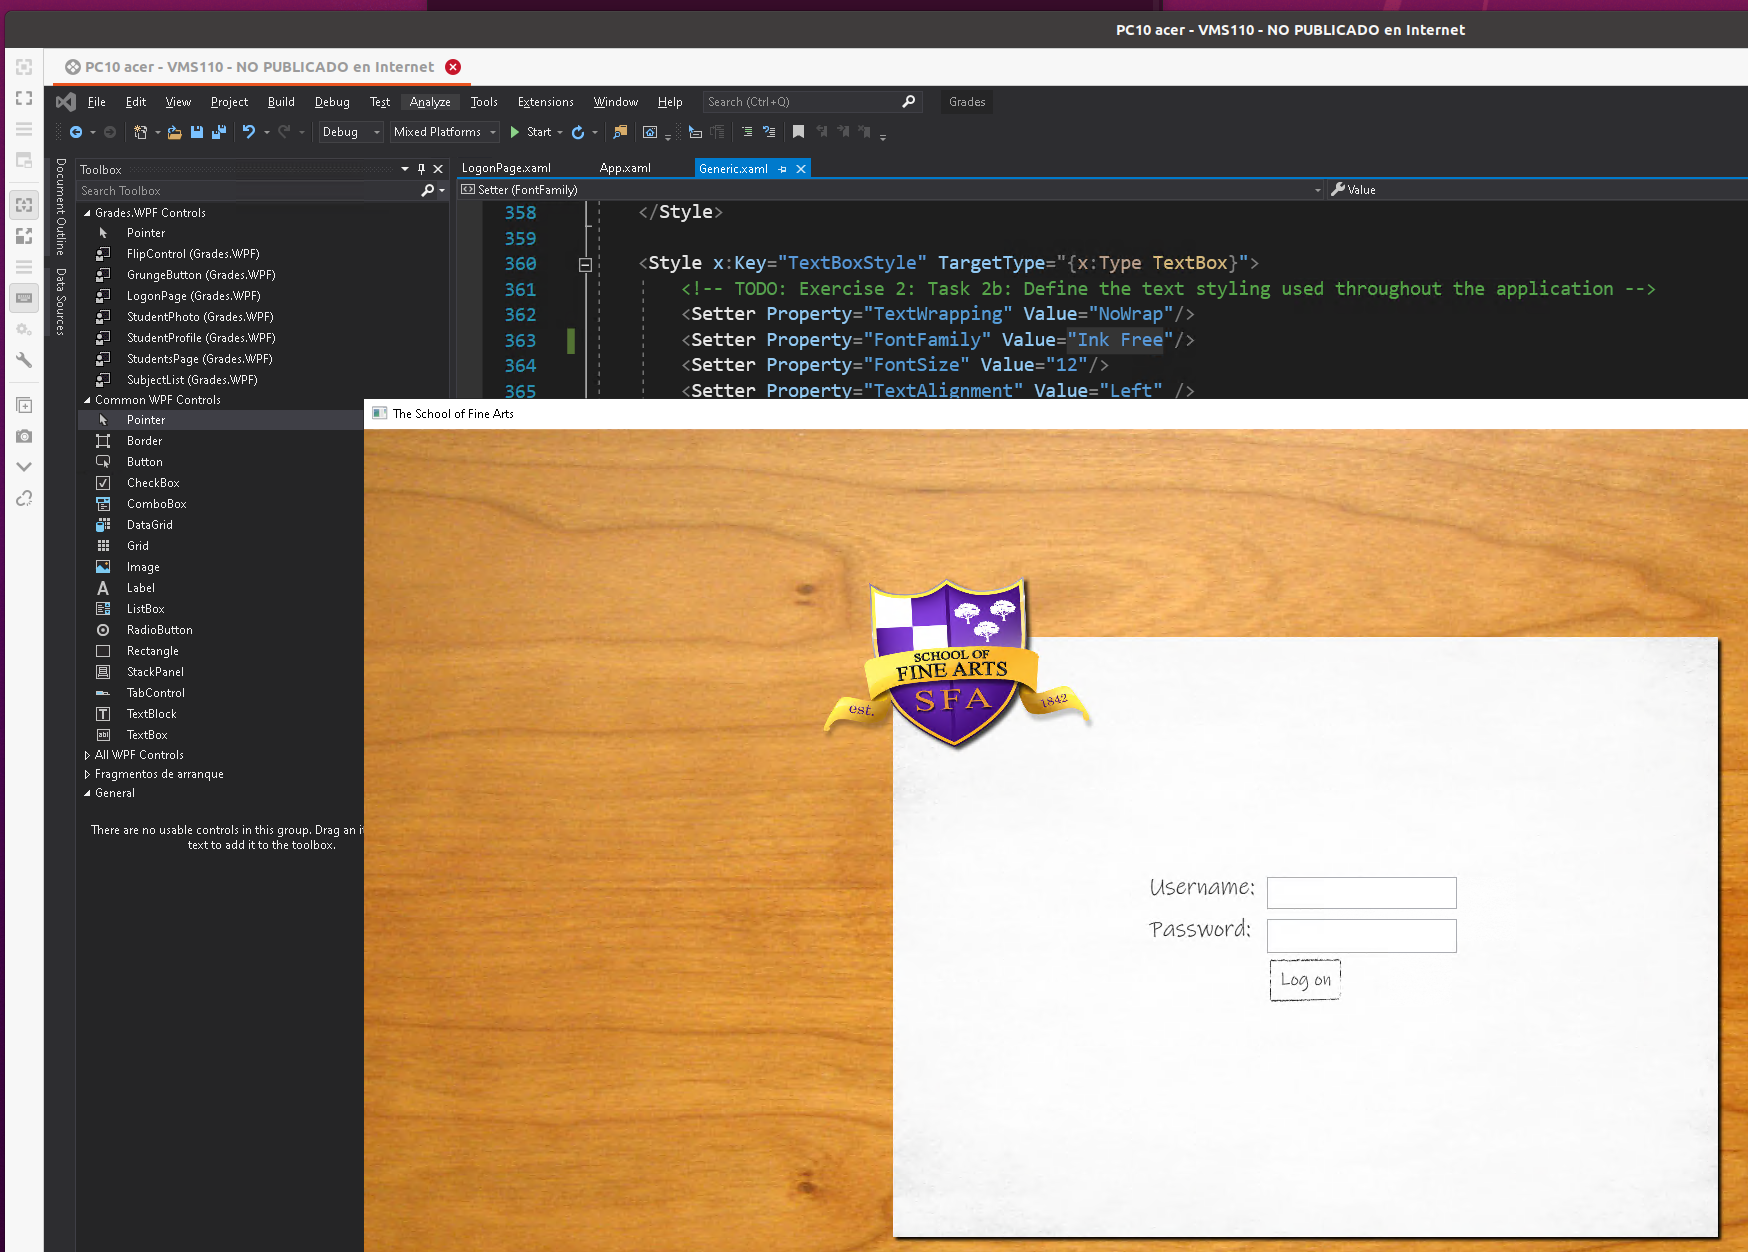 PC10 acer - VMS110 - NO PUBLICADO en Internet
PC10 acer - VMS110 - NO PUBLICADO en Internet
File Edit View Project Build Debug Test Analyze Tools Extensions Window Help Search (Ctrl+Q) Grades
Debug Mixed Platforms Start
Document Outline
Data Sources
Toolbox
Search Toolbox
Grades.WPF Controls
Pointer
FlipControl (Grades.WPF)
GrungeButton (Grades.WPF)
LogonPage (Grades.WPF)
StudentPhoto (Grades.WPF)
StudentProfile (Grades.WPF)
StudentsPage (Grades.WPF)
SubjectList (Grades.WPF)
Common WPF Controls
Pointer
Border
Button
CheckBox
ComboBox
DataGrid
Grid
Image
Label
ListBox
RadioButton
Rectangle
StackPanel
TabControl
TextBlock
TextBox
All WPF Controls
Fragmentos de arranque
General
There are no usable controls in this group. Drag an
text to add it to the toolbox.
LogonPage.xaml App.xaml Generic.xaml
Setter (FontFamily) Value
358 </Style>
359
360 <Style x:Key="TextBoxStyle" TargetType="{x:Type TextBox}">
361 <!-- TODO: Exercise 2: Task 2b: Define the text styling used throughout the application -->
362 <Setter Property="TextWrapping" Value="NoWrap"/>
363 <Setter Property="FontFamily" Value="Ink Free"/>
364 <Setter Property="FontSize" Value="12"/>
365 <Setter Property="TextAlignment" Value="Left" />
The School of Fine Arts
SCHOOL OF
FINE ARTS
SFA
est. 1842
Username:
Password:
Log on